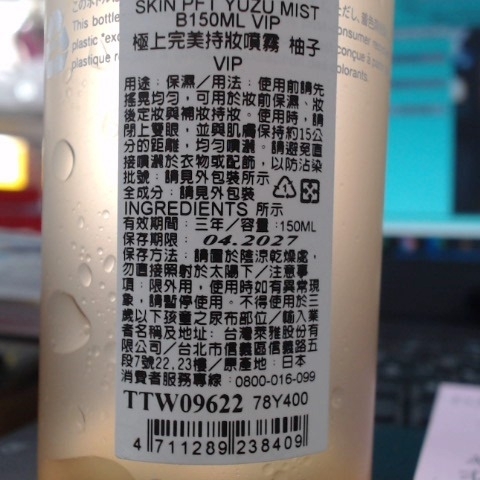 SKIN PFT YUZU MIST
B150ML VIP
極上完美持妝噴霧 柚子
VIP
用途：保濕／用法：使用前請先
搖晃均勻，可用於妝前保濕、妝
後定妝與補妝持妝。使用時，請
閉上雙眼，並與肌膚保持約15公
分的距離，均勻噴灑。請避免直
接噴灑於衣物或配飾，以防沾染
批號：請見外包裝所示
全成分：請見外包裝
INGREDIENTS 所示
有效期間：三年／容量：150ML
保存期限： 04.2027
保存方法：請置於陰涼乾燥處，
勿直接照射於太陽下／注意事
項：限外用，使用時如有異常現
象，請暫停使用。不得使用於三
歲以下孩童之尿布部位／輸入業
者名稱及地址：台灣萊雅股份有
限公司／台北市信義區信義路五
段7號22,23樓／原產地：日本
消費者服務專線：0800-016-099
TTW09622 78Y400
4 711289 238409
This bottle
plastic "exc
plastique r
onsumer
conçue à p
olorants.